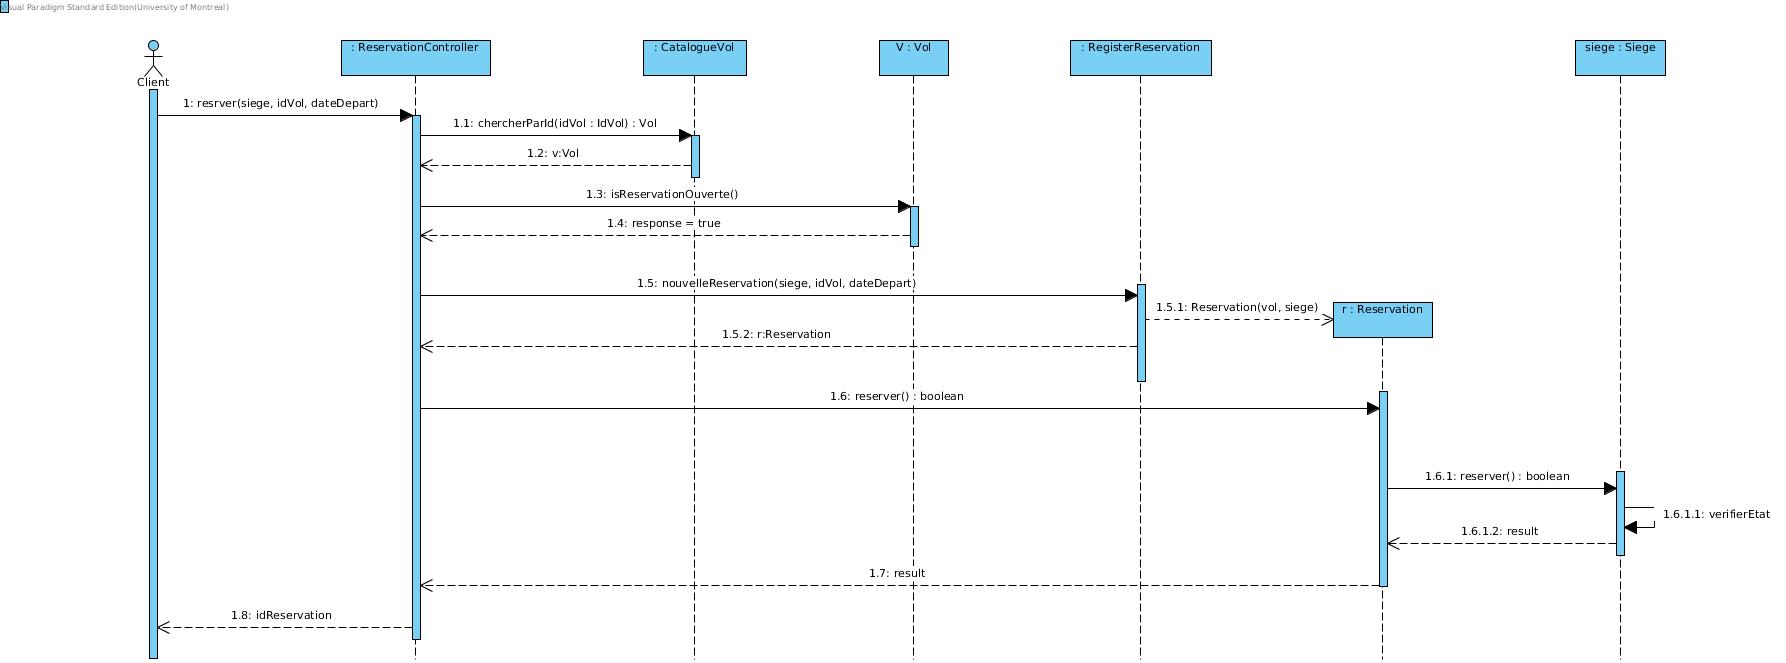 Visual Paradigm Standard Edition(University of Montreal)
: ReservationController
: CatalogueVol
V : Vol
: RegisterReservation
siege : Siege
Client
1: resrver(siege, idVol, dateDepart)
1.1: chercherParId(idVol : IdVol) : Vol
1.2: v:Vol
1.3: isReservationOuverte()
1.4: response = true
1.5: nouvelleReservation(siege, idVol, dateDepart)
1.5.1: Reservation(vol, siege)
r : Reservation
1.5.2: r:Reservation
1.6: reserver() : boolean
1.6.1: reserver() : boolean
1.6.1.1: verifierEtat
1.6.1.2: result
1.7: result
1.8: idReservation